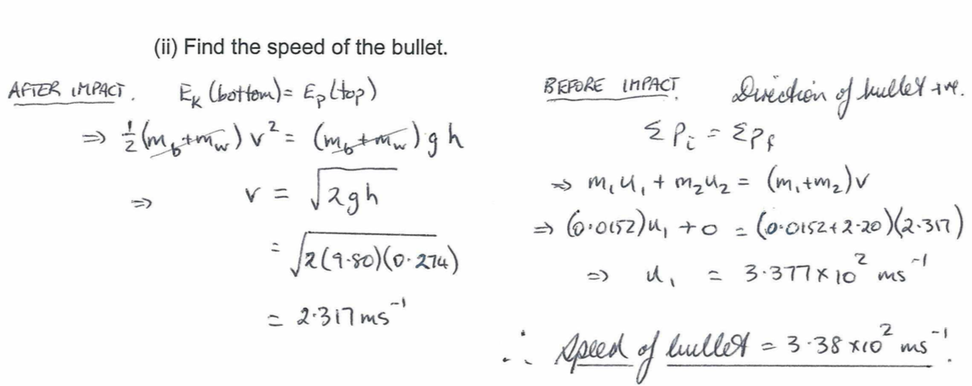 (ii) Find the speed of the bullet.
AFTER IMPACT. E_K (bottom) = E_P (top)
⇒ ½(m_b+m_w) v² = (m_b+m_w) g h
⇒ v = √(2gh)
= √(2(9.80)(0.274))
= 2.317 ms⁻¹
BEFORE IMPACT. Direction of bullet +ve.
Σ P_i = Σ P_f
⇒ m₁u₁ + m₂u₂ = (m₁+m₂)v
⇒ (0.0152)u₁ + 0 = (0.0152+2.20)(2.317)
⇒ u₁ = 3.377×10² ms⁻¹
∴ Speed of bullet = 3.38 ×10² ms⁻¹.